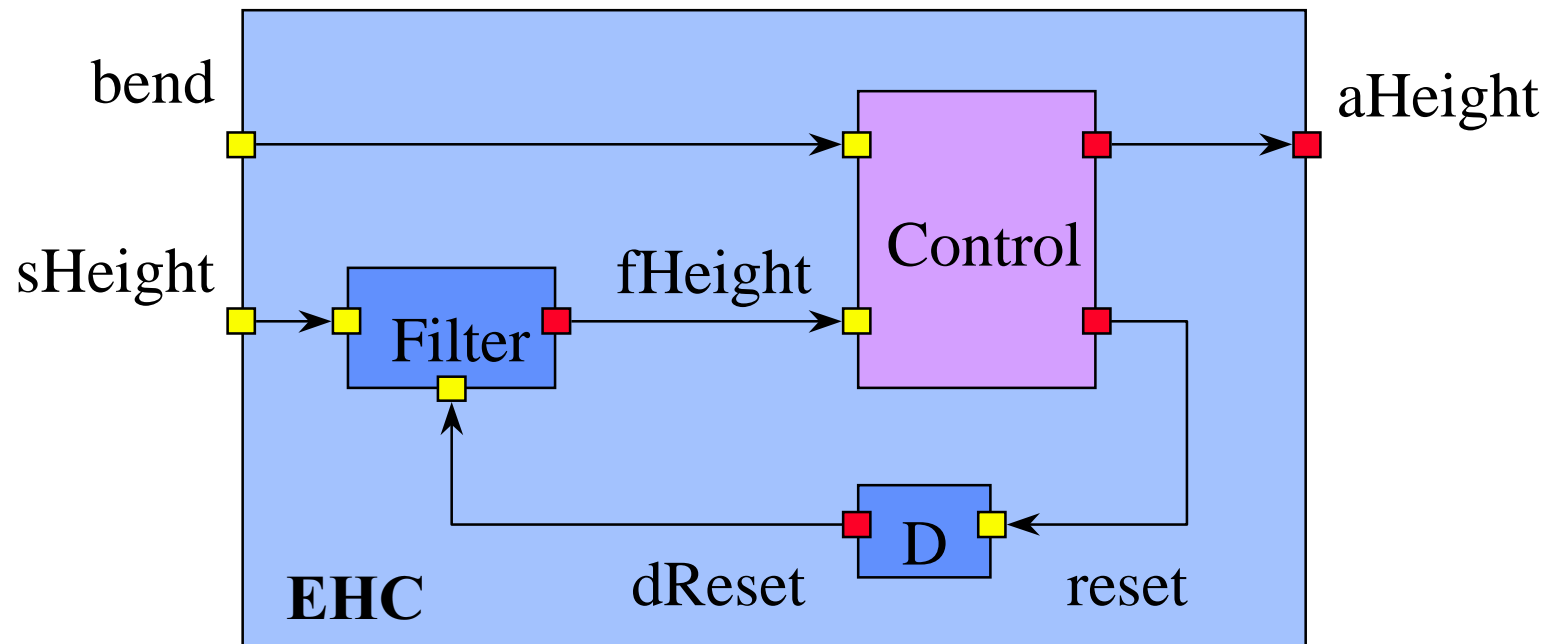 bend
aHeight
Control
sHeight
fHeight
Filter
D
dReset
reset
EHC